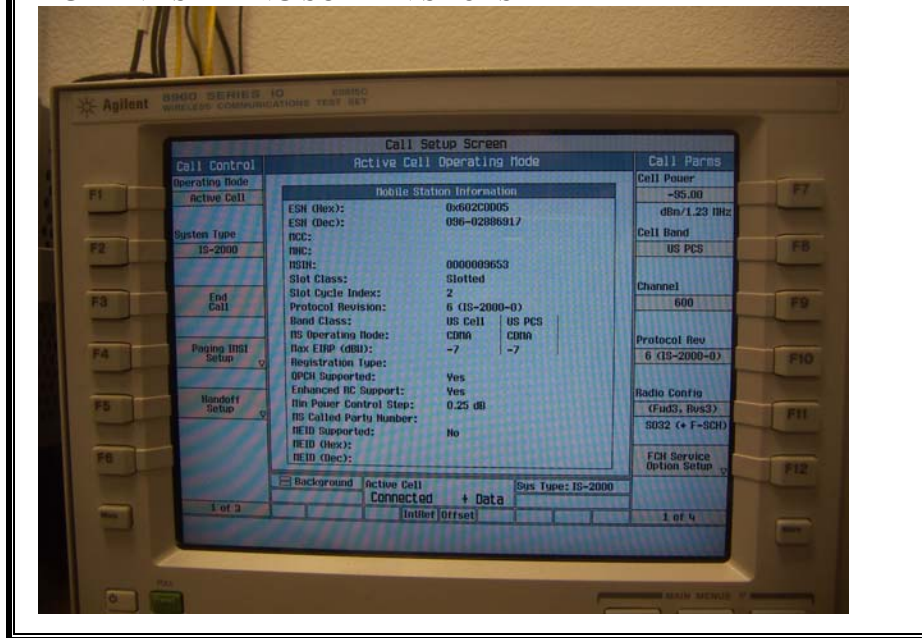 Agilent 8960 SERIES 10 E5515C
WIRELESS COMMUNICATIONS TEST SET
Call Setup Screen
Call Control
Active Cell Operating Mode
Call Parms
Operating Mode
Active Cell
System Type
IS-2000
End
Call
Paging IMSI
Setup
Handoff
Setup
1 of 3
Mobile Station Information
ESN (Hex): 0x602C0005
ESN (Dec): 096-02886917
MCC:
MNC:
MSIN: 0000009653
Slot Class: Slotted
Slot Cycle Index: 2
Protocol Revision: 6 (IS-2000-0)
Band Class: US Cell US PCS
MS Operating Mode: CDMA CDMA
Max EIRP (dBW): -7 -7
Registration Type:
QPCH Supported: Yes
Enhanced RC Support: Yes
Min Power Control Step: 0.25 dB
MS Called Party Number:
MEID Supported: No
MEID (Hex):
MEID (Dec):
Background
Active Cell
Connected + Data
Sys Type: IS-2000
IntRef Offset
Cell Power
-95.00
dBm/1.23 MHz
Cell Band
US PCS
Channel
600
Protocol Rev
6 (IS-2000-0)
Radio Config
(Fwd3, Rvs3)
SO32 (+ F-SCH)
FCH Service
Option Setup
1 of 4
F1
F2
F3
F4
F5
F6
More
F7
F8
F9
F10
F11
F12
More
MAIN MENUS